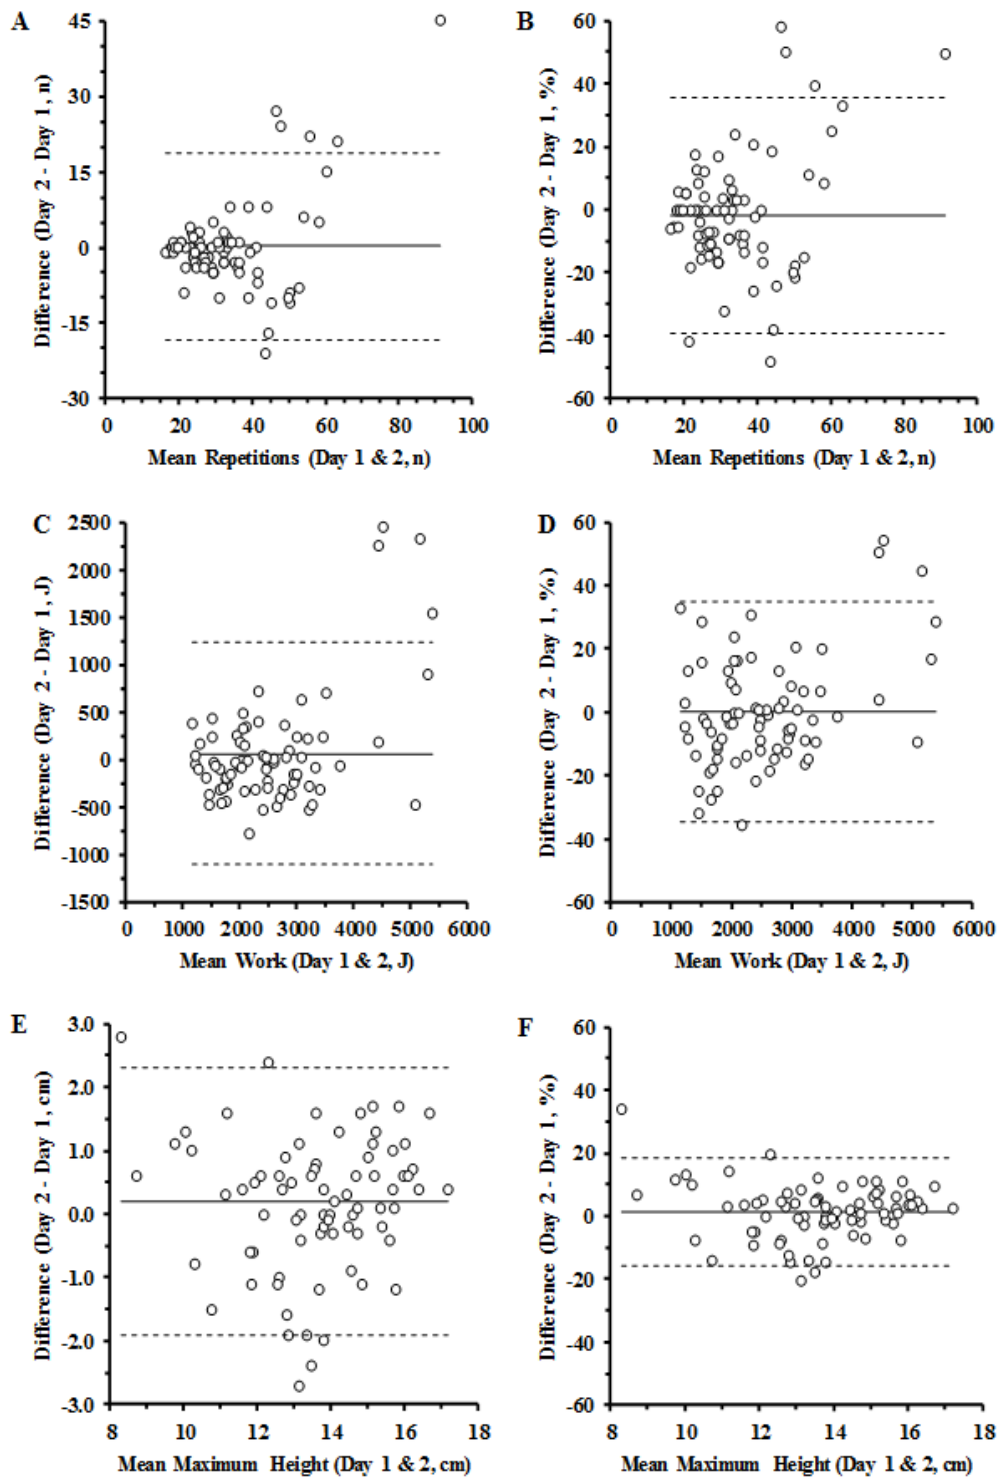 A
Difference (Day 2 - Day 1, n)
45
30
15
0
-15
-30
0 20 40 60 80 100
Mean Repetitions (Day 1 & 2, n)
B
Difference (Day 2 - Day 1, %)
60
40
20
0
-20
-40
-60
0 20 40 60 80 100
Mean Repetitions (Day 1 & 2, n)
C
Difference (Day 2 - Day 1, J)
2500
2000
1500
1000
500
0
-500
-1000
-1500
0 1000 2000 3000 4000 5000 6000
Mean Work (Day 1 & 2, J)
D
Difference (Day 2 - Day 1, %)
60
40
20
0
-20
-40
-60
0 1000 2000 3000 4000 5000 6000
Mean Work (Day 1 & 2, J)
E
Difference (Day 2 - Day 1, cm)
3.0
2.0
1.0
0.0
-1.0
-2.0
-3.0
8 10 12 14 16 18
Mean Maximum Height (Day 1 & 2, cm)
F
Difference (Day 2 - Day 1, %)
60
40
20
0
-20
-40
-60
8 10 12 14 16 18
Mean Maximum Height (Day 1 & 2, cm)